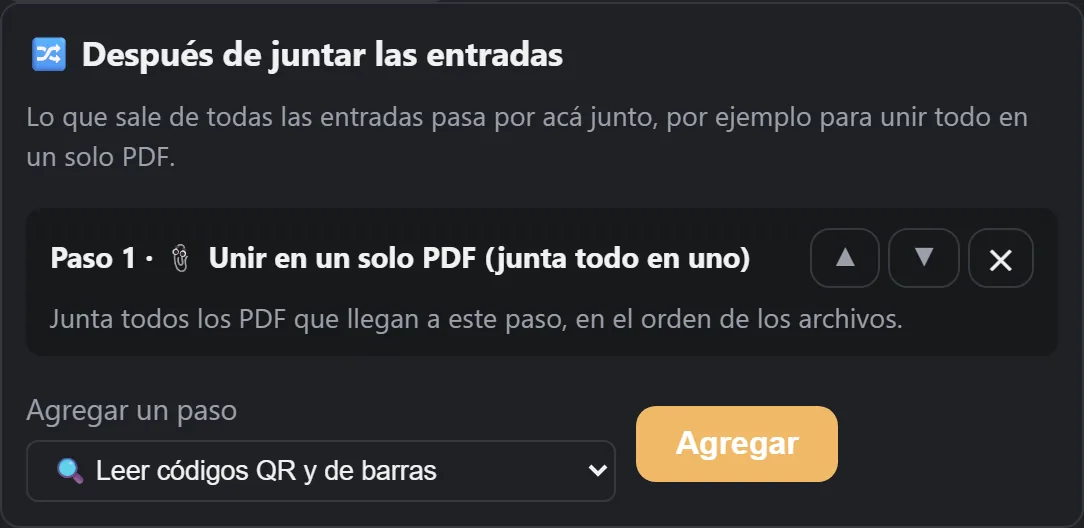 🔀 Después de juntar las entradas
Lo que sale de todas las entradas pasa por acá junto, por ejemplo para unir todo en
un solo PDF.
Paso 1 · 📎 Unir en un solo PDF (junta todo en uno)
▲ ▼ ✕
Junta todos los PDF que llegan a este paso, en el orden de los archivos.
Agregar un paso
🔍 Leer códigos QR y de barras
Agregar